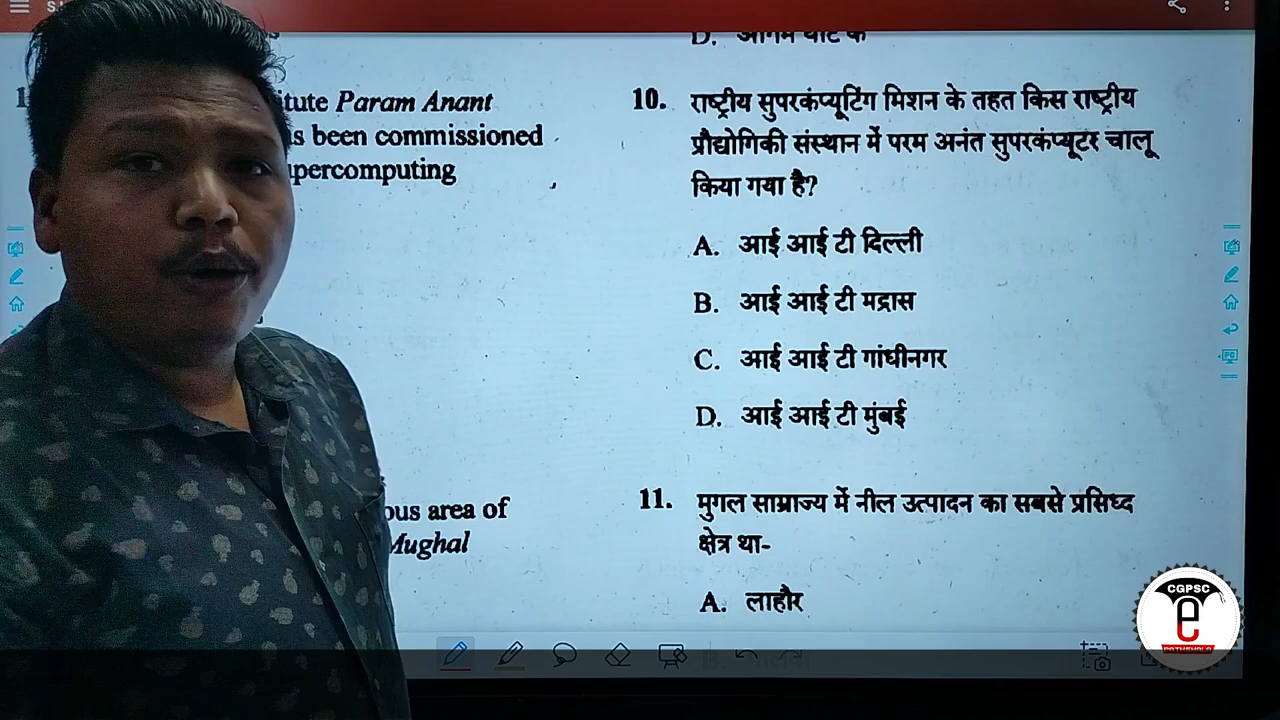 D.
itute Param Anant
s been commissioned
percomputing
10. राष्ट्रीय सुपरकंप्यूटिंग मिशन के तहत किस राष्ट्रीय
प्रौद्योगिकी संस्थान में परम अनंत सुपरकंप्यूटर चालू
किया गया है?
A. आई आई टी दिल्ली
B. आई आई टी मद्रास
C. आई आई टी गांधीनगर
D. आई आई टी मुंबई
ous area of
Mughal
11. मुगल साम्राज्य में नील उत्पादन का सबसे प्रसिध्द
क्षेत्र था-
A. लाहौर
CGPSC
e
PATHSHALA